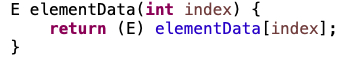 E elementData(int index) {
    return (E) elementData[index];
}